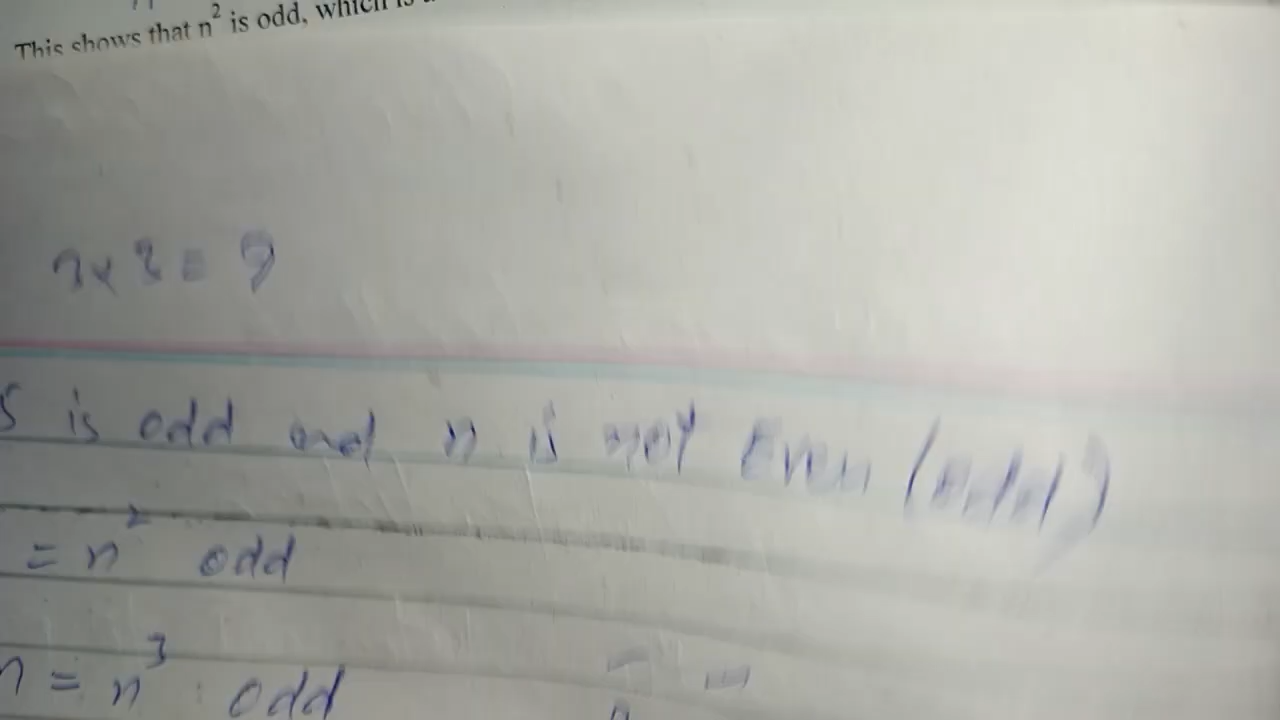 This shows that n² is odd, which is
3 x 3 = 9
5 is odd and n is not Even (odd)
= n² odd
n = n³ odd